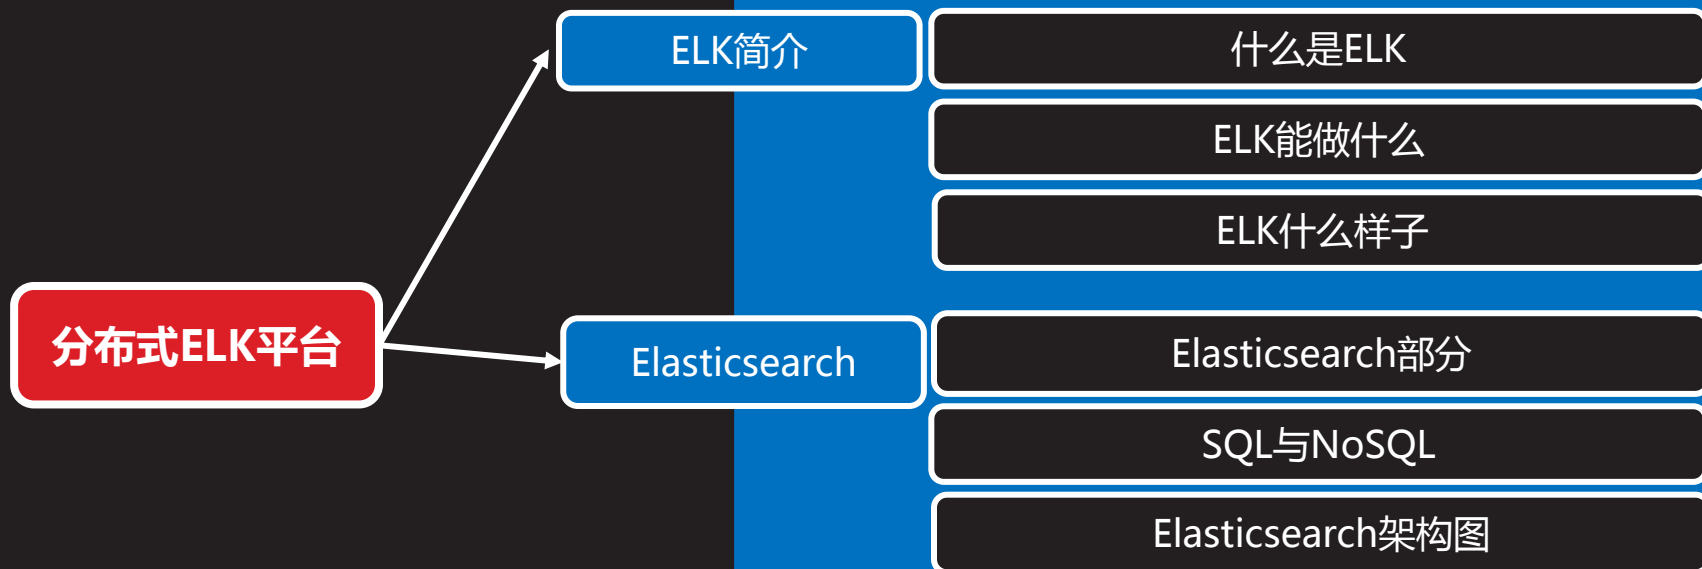 ELK简介
什么是ELK
ELK能做什么
ELK什么样子
分布式ELK平台
Elasticsearch
Elasticsearch部分
SQL与NoSQL
Elasticsearch架构图